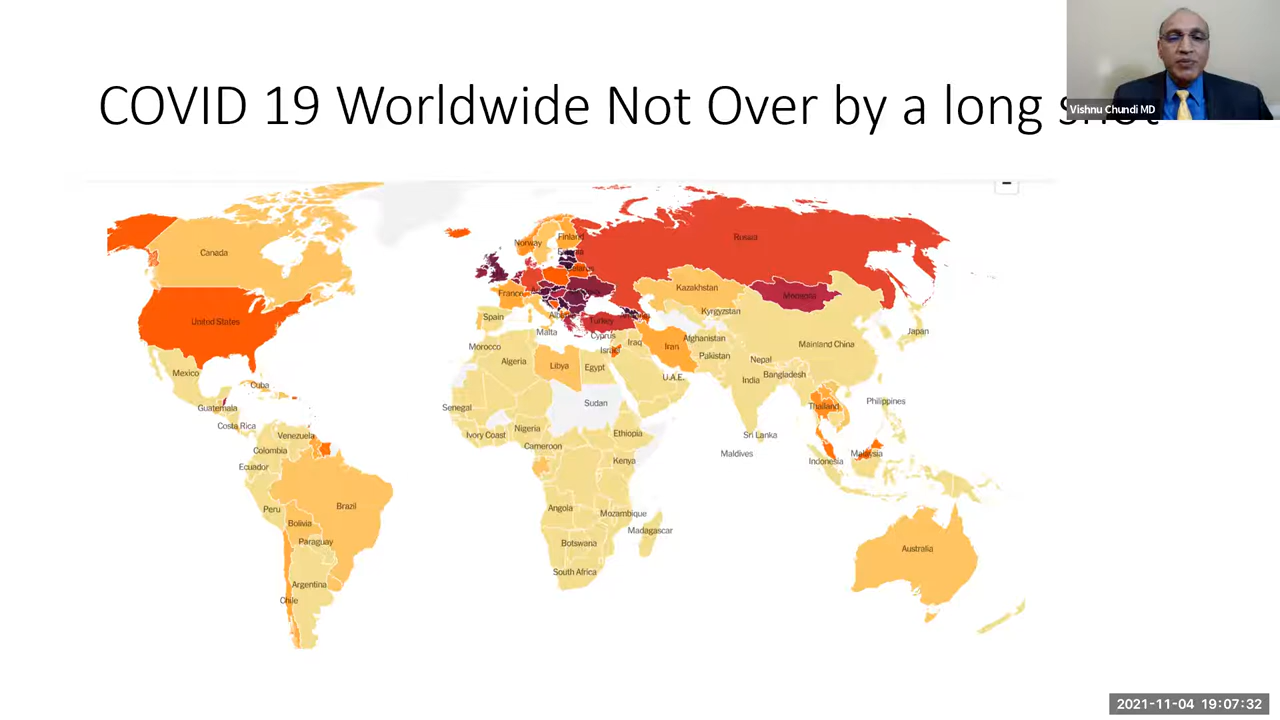 COVID 19 Worldwide Not Over by a long
Vishnu Chundi MD
Russia
Finland
Norway
Canada
Estonia
Belarus
Kazakhstan
France
Mongolia
United States
Spain
Turkey
Kyrgyzstan
Malta
Cyprus
Japan
Morocco
Iraq
Afghanistan
Mainland China
Israel
Iran
Pakistan
Nepal
Algeria
Libya
Egypt
Mexico
U.A.E.
India
Bangladesh
Cuba
Sudan
Philippines
Guatemala
Senegal
Thailand
Costa Rica
Nigeria
Venezuela
Ivory Coast
Ethiopia
Sri Lanka
Colombia
Cameroon
Maldives
Malaysia
Ecuador
Kenya
Indonesia
Brazil
Peru
Angola
Mozambique
Bolivia
Madagascar
Paraguay
Botswana
Australia
South Africa
Argentina
Chile
2021-11-04 19:07:32